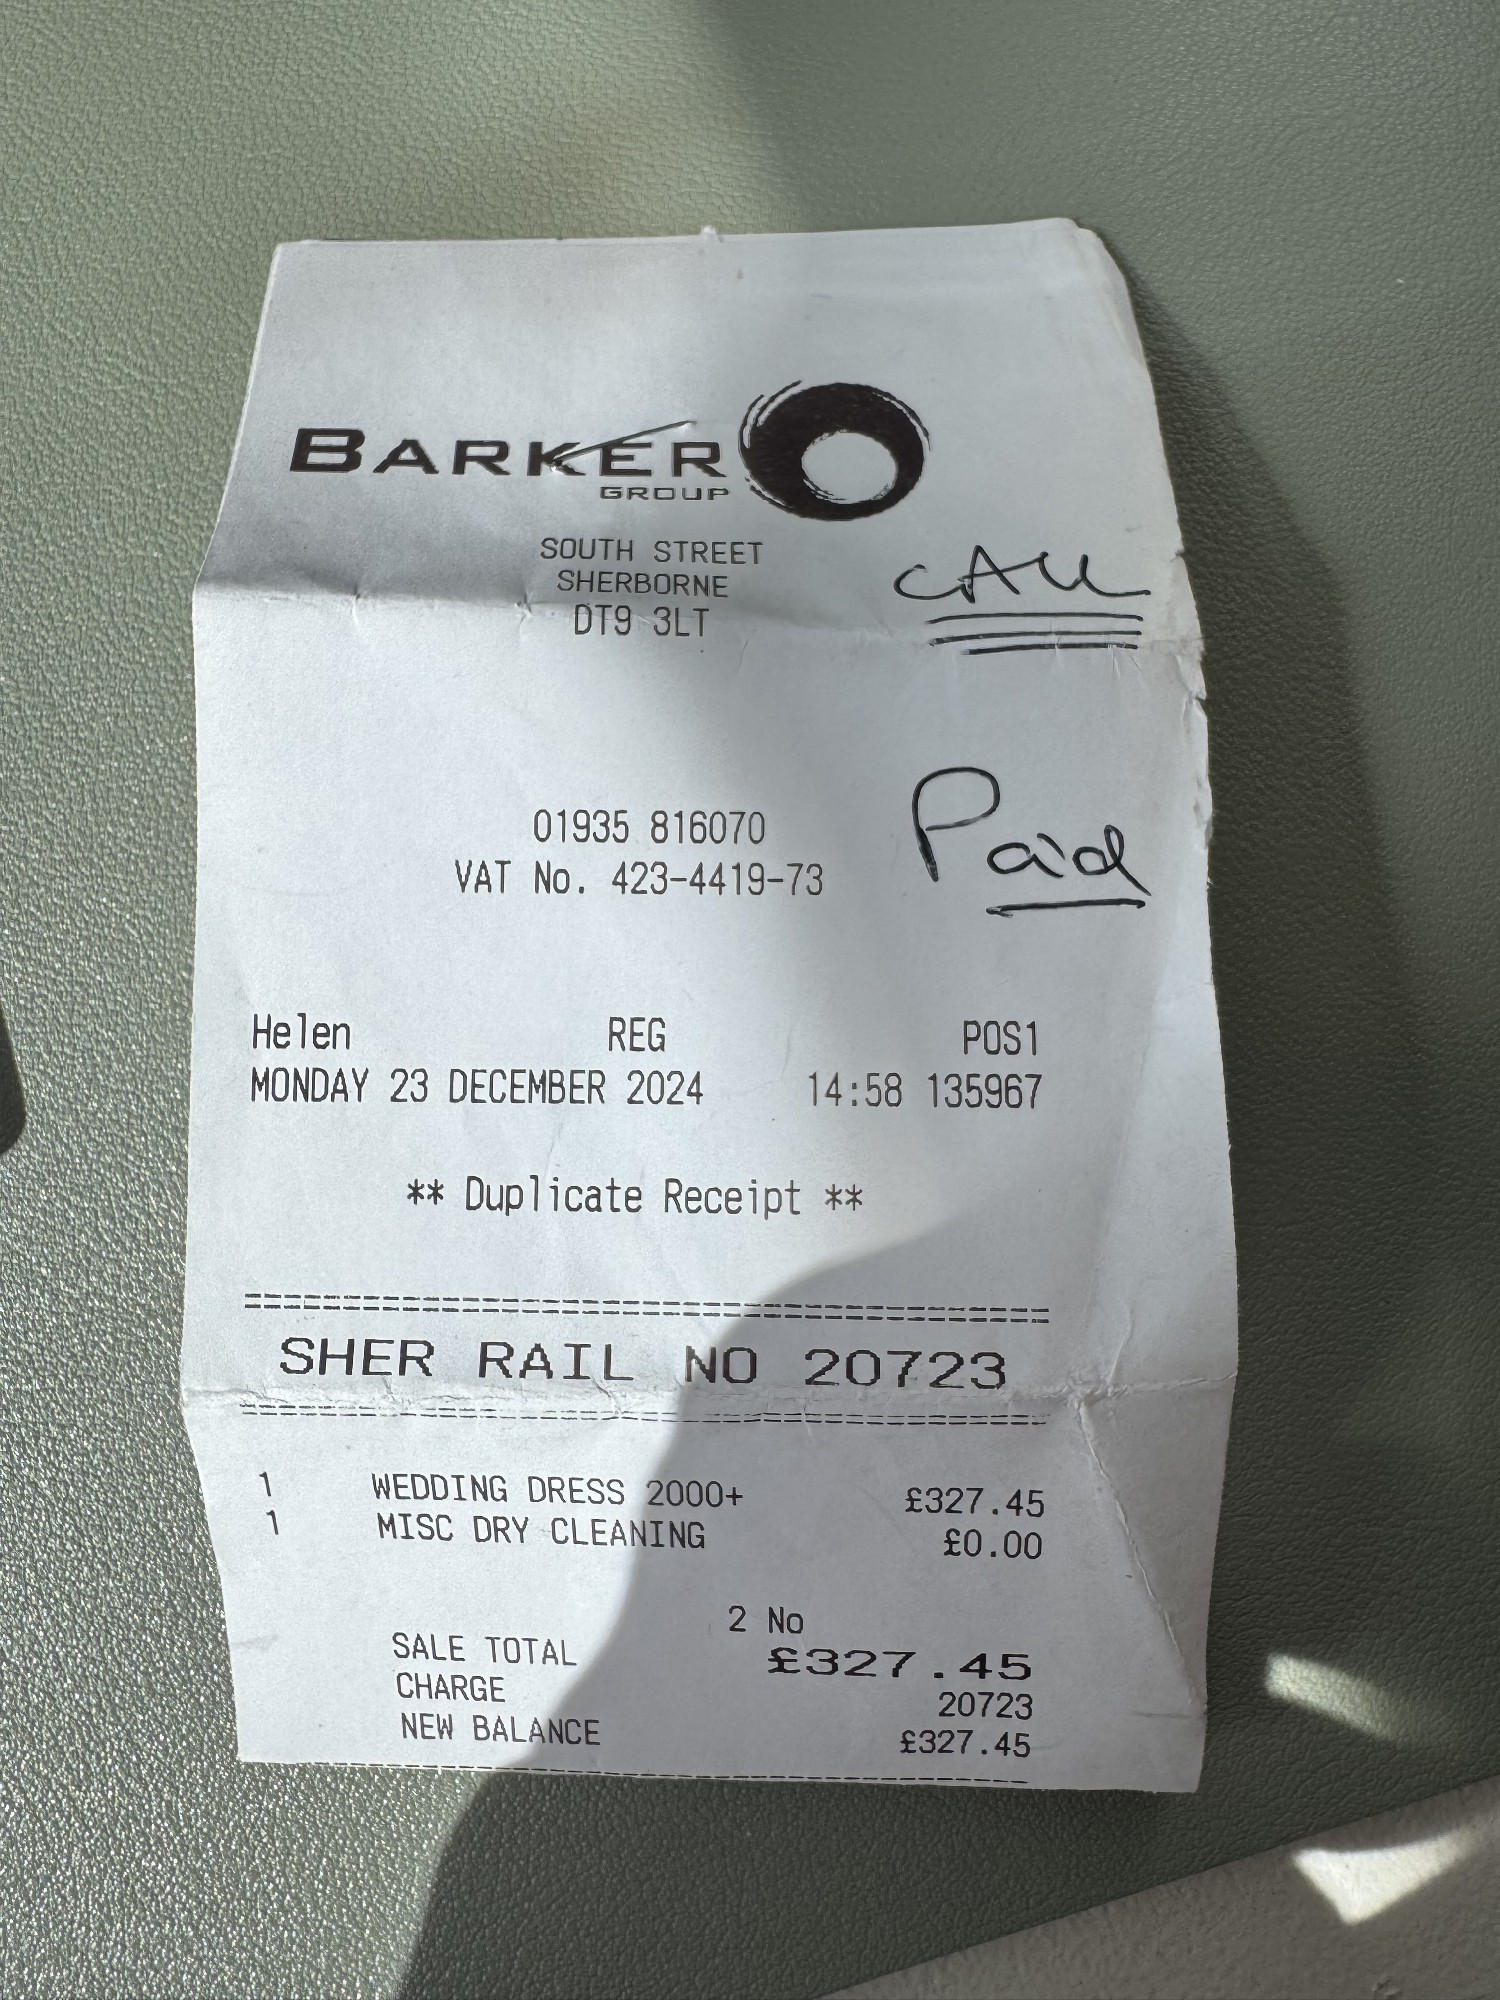 BARKER
GROUP
SOUTH STREET
SHERBORNE
DT9 3LT
CALL
01935 816070
VAT No. 423-4419-73
Paid
Helen REG POS1
MONDAY 23 DECEMBER 2024 14:58 135967
** Duplicate Receipt **
SHER RAIL NO 20723
1 WEDDING DRESS 2000+ £327.45
1 MISC DRY CLEANING £0.00
2 No
SALE TOTAL £327.45
CHARGE 20723
NEW BALANCE £327.45